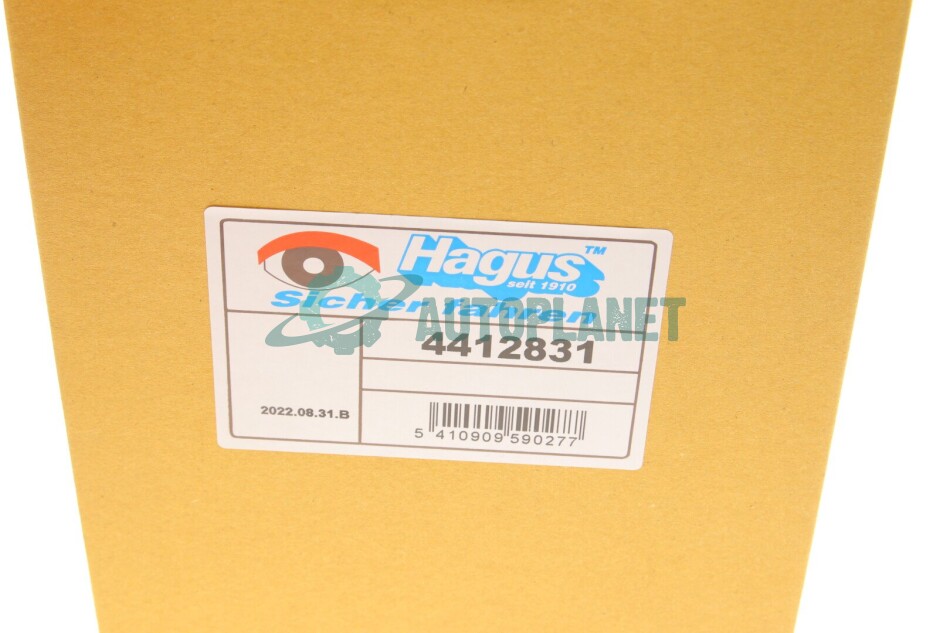 Hagus™
seit 1910
Sicher fahren
AUTOPLANET
4412831
2022.08.31.B
5 410909 590277